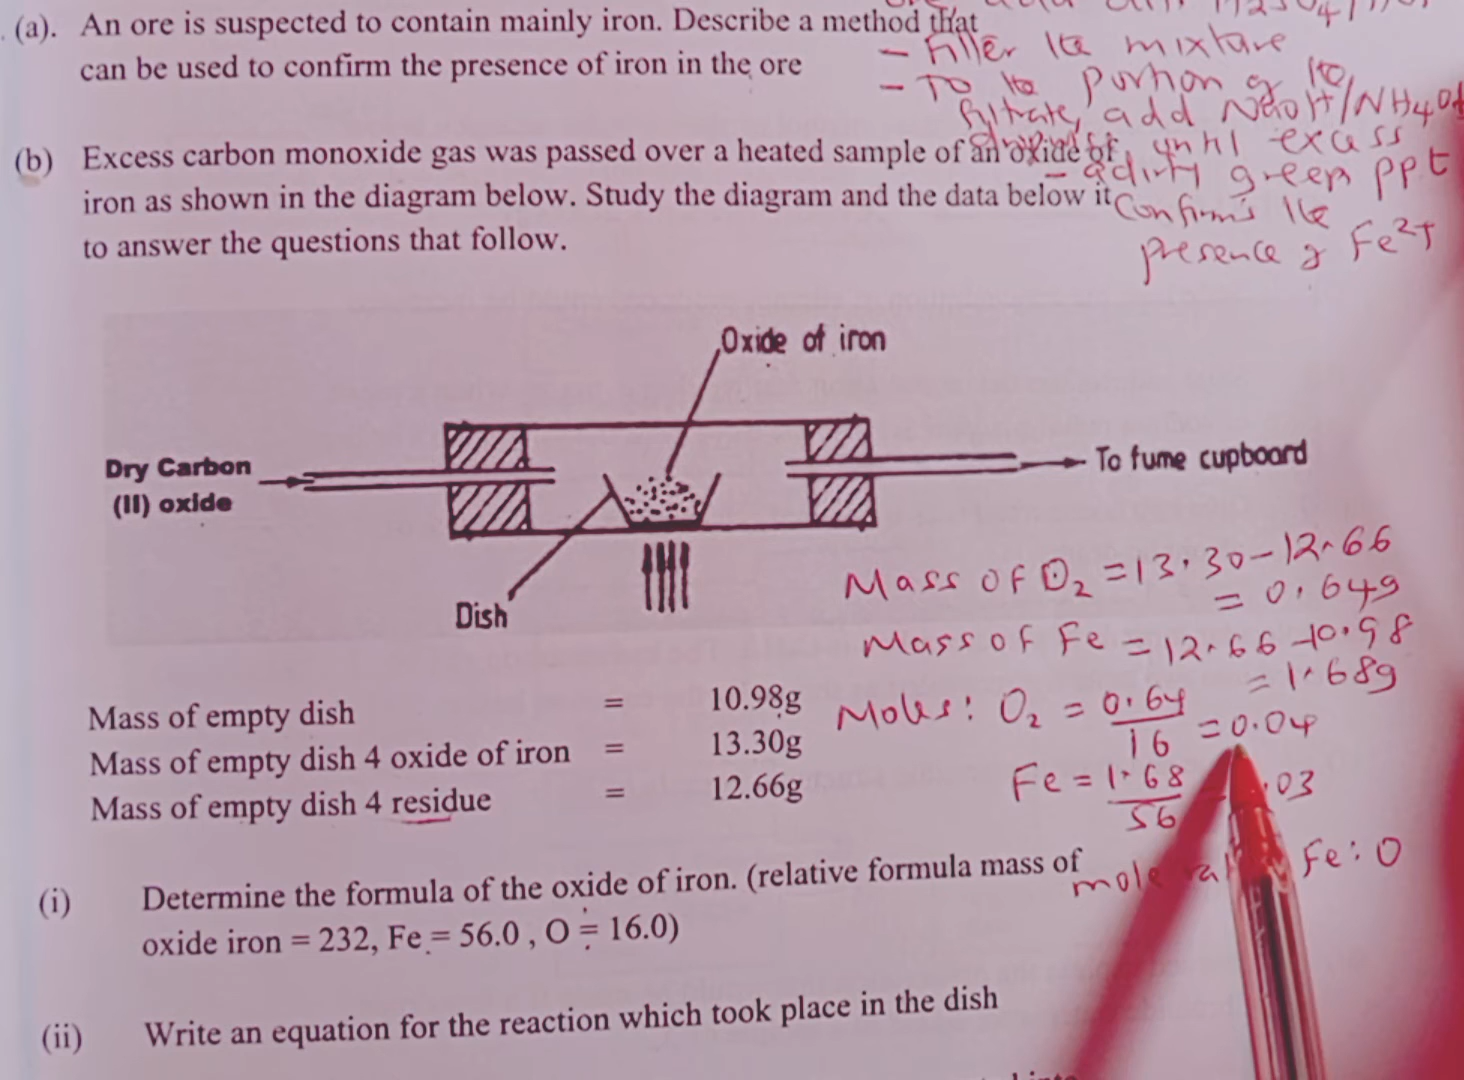 (a). An ore is suspected to contain mainly iron. Describe a method that
can be used to confirm the presence of iron in the ore
- Filter the mixture
- To the portion of the
filtrate, add NaOH/NH4OH
until excess
- a dirty green ppt
confirms the
presence of Fe2+
(b) Excess carbon monoxide gas was passed over a heated sample of an oxide of
iron as shown in the diagram below. Study the diagram and the data below it
to answer the questions that follow.
Oxide of iron
Dry Carbon
(II) oxide
To fume cupboard
Dish
Mass of O2 = 13.30 - 12.66
= 0.64g
Mass of Fe = 12.66 - 10.98
= 1.68g
Moles: O2 = 0.64/16 = 0.04
Fe = 1.68/56 .03
mole Fe: O
Mass of empty dish = 10.98g
Mass of empty dish 4 oxide of iron = 13.30g
Mass of empty dish 4 residue = 12.66g
(i) Determine the formula of the oxide of iron. (relative formula mass of
oxide iron = 232, Fe = 56.0 , O = 16.0)
(ii) Write an equation for the reaction which took place in the dish